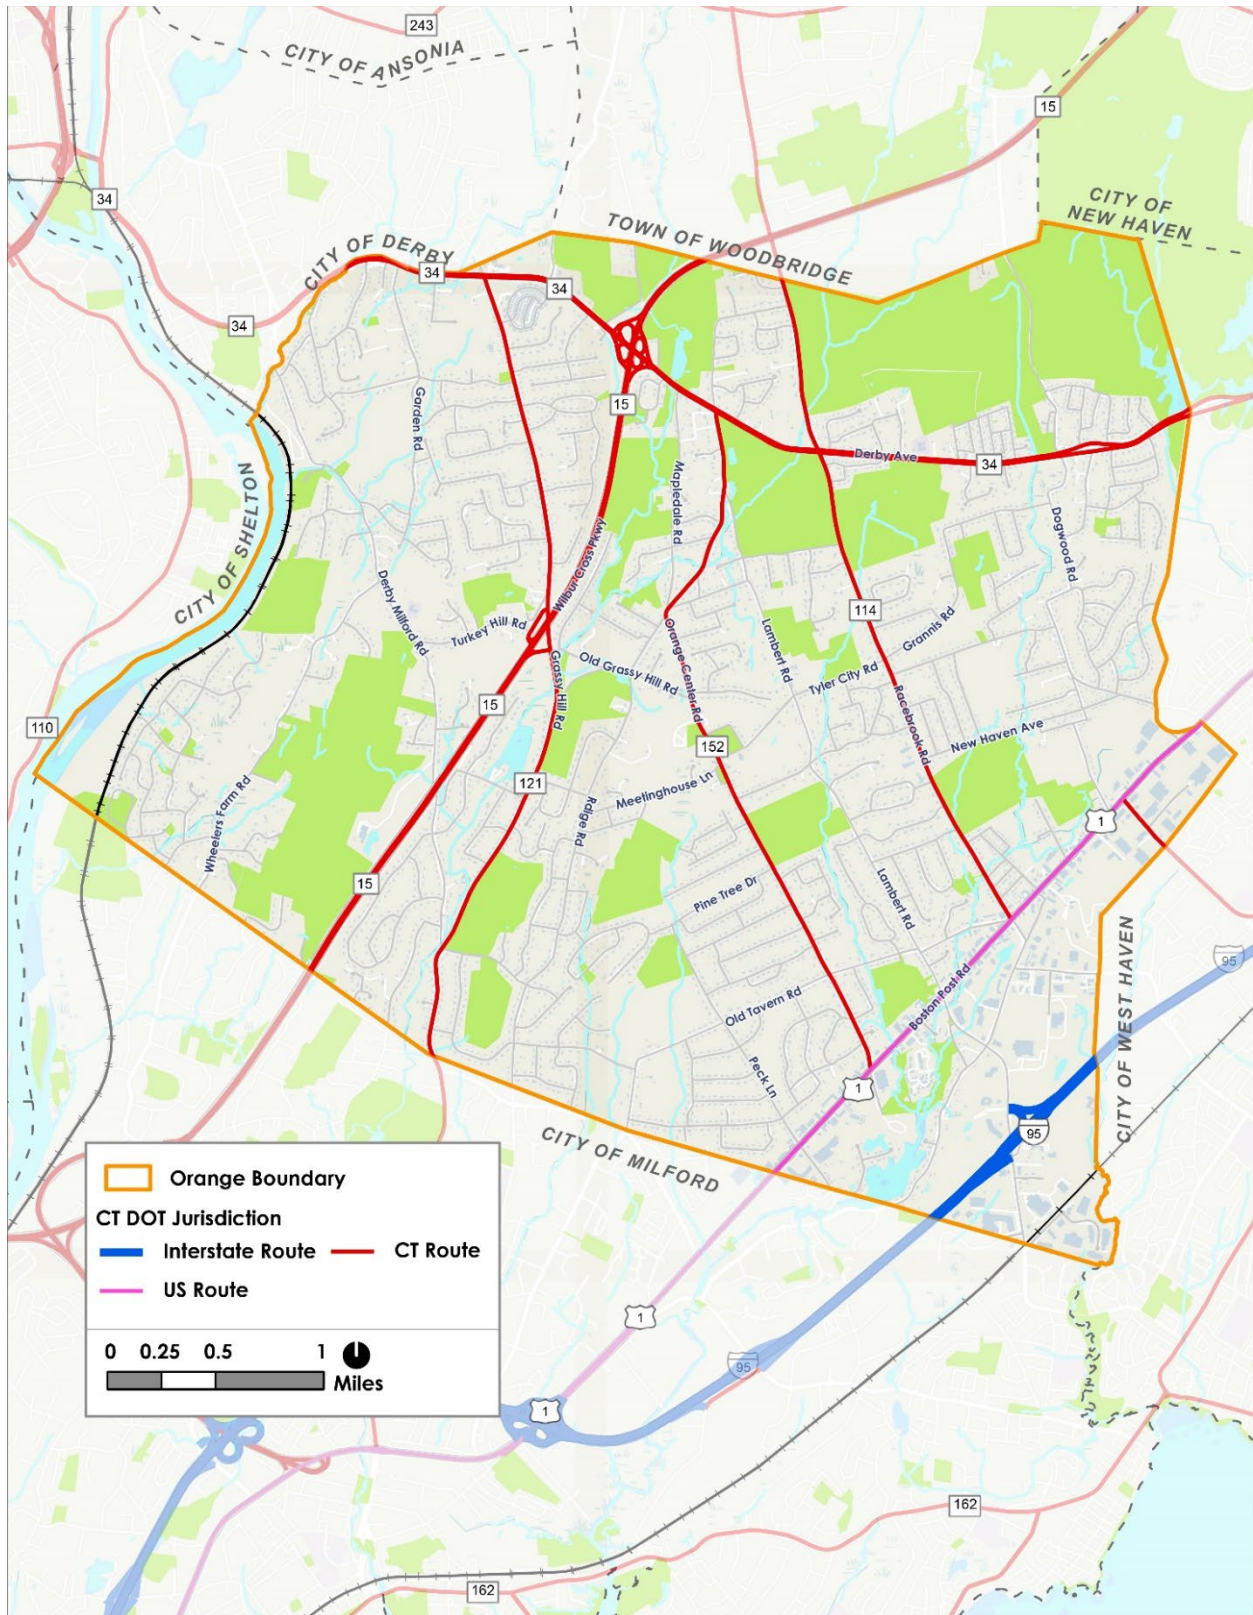 243
CITY OF ANSONIA
15
34
CITY OF
NEW HAVEN
TOWN OF WOODBRIDGE
CITY OF DERBY
34
34
34
15
Garden Rd
Derby Ave
34
Mapledale Rd
CITY OF SHELTON
Dogwood Rd
Wilbur Cross Pkwy
Derby Milford Rd
Turkey Hill Rd
114
Grannis Rd
Orange Center Rd
Lambert Rd
Old Grassy Hill Rd
Tyler City Rd
Grassy Hill Rd
15
110
Racebrook Rd
New Haven Ave
152
121
Meetinghouse Ln
Rdige Rd
Wheelers Farm Rd
1
15
Pine Tree Dr
Lambert Rd
CITY OF WEST HAVEN
95
Boston Post Rd
Old Tavern Rd
Peck Ln
1
95
CITY OF MILFORD
Orange Boundary
CT DOT Jurisdiction
Interstate Route
CT Route
US Route
0 0.25 0.5 1
Miles
1
95
1
162
162